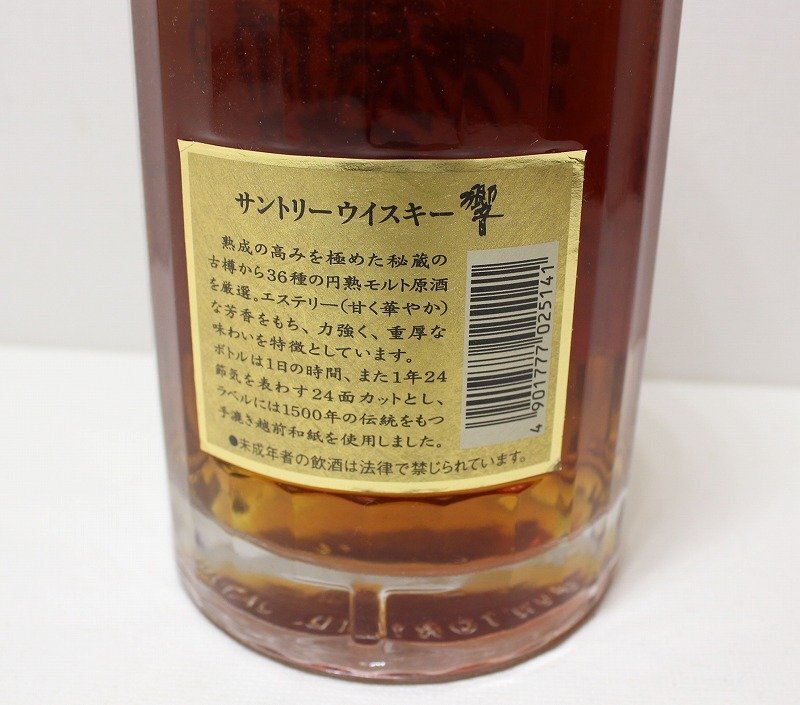 サントリーウイスキー 響
熟成の高みを極めた秘蔵の
古樽から36種の円熟モルト原酒
を厳選。エステリー(甘く華やか)
な芳香をもち、力強く、重厚な
味わいを特徴としています。
ボトルは1日の時間、また1年24
節気を表わす24面カットとし、
ラベルには1500年の伝統をもつ
手漉き越前和紙を使用しました。
●未成年者の飲酒は法律で禁じられています。
4 901777 025141